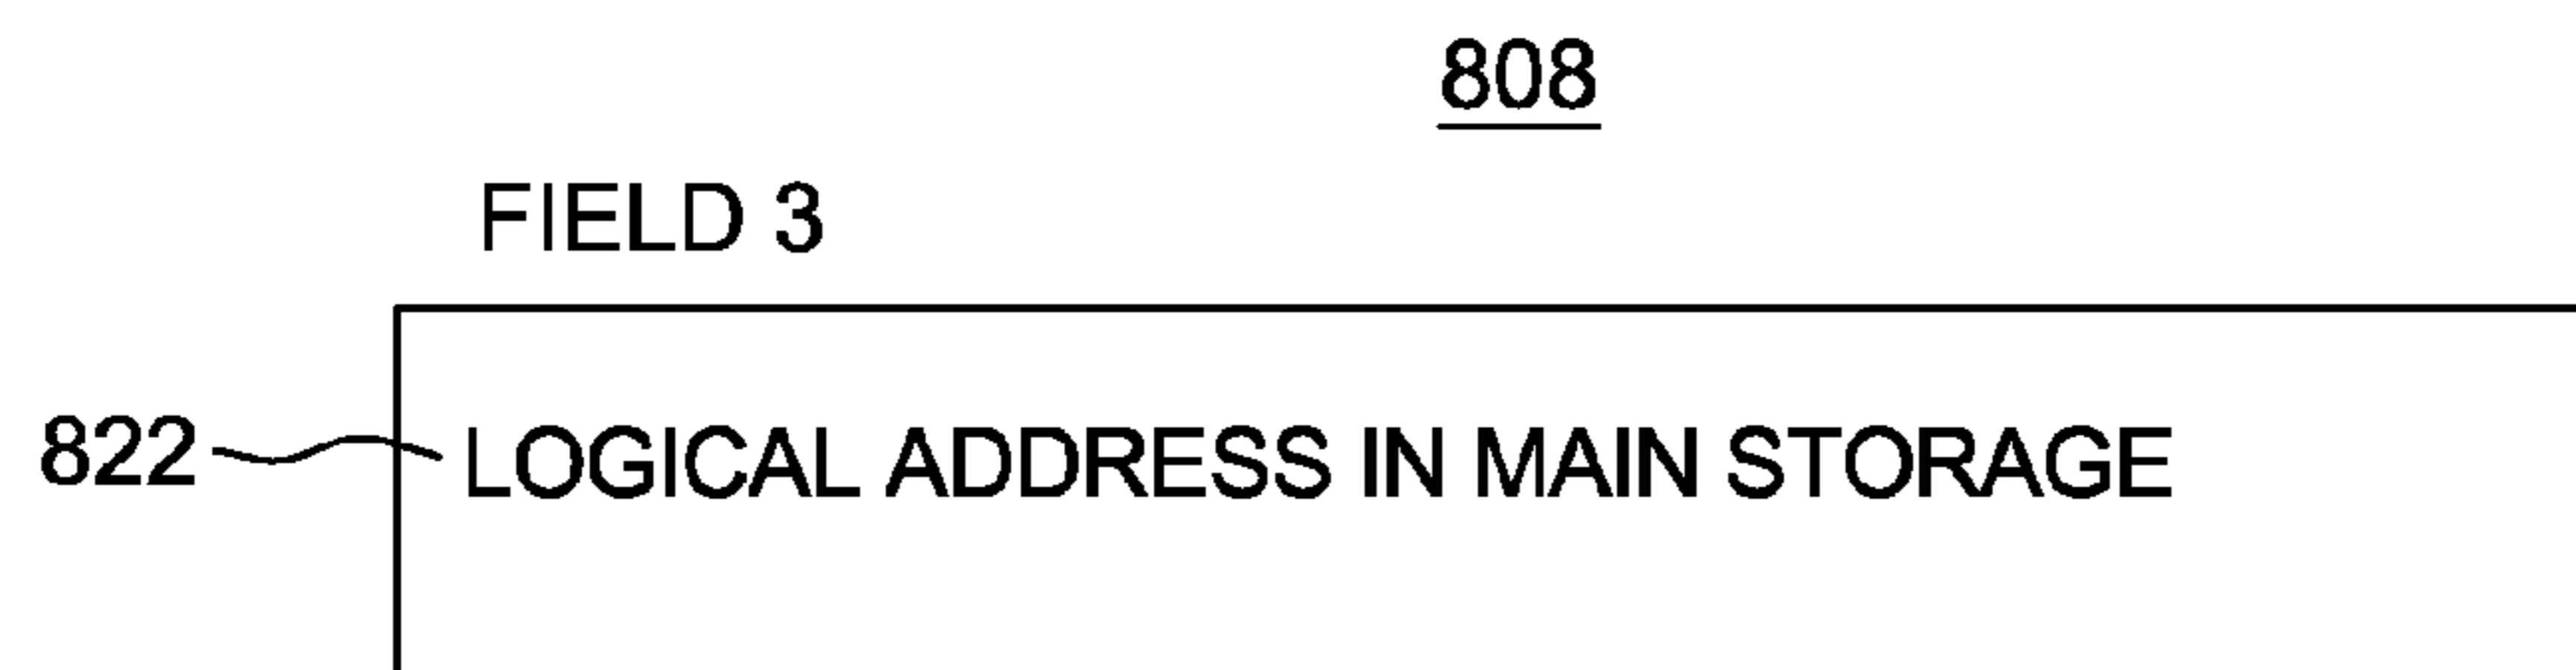 808
FIELD 3
822 LOGICAL ADDRESS IN MAIN STORAGE